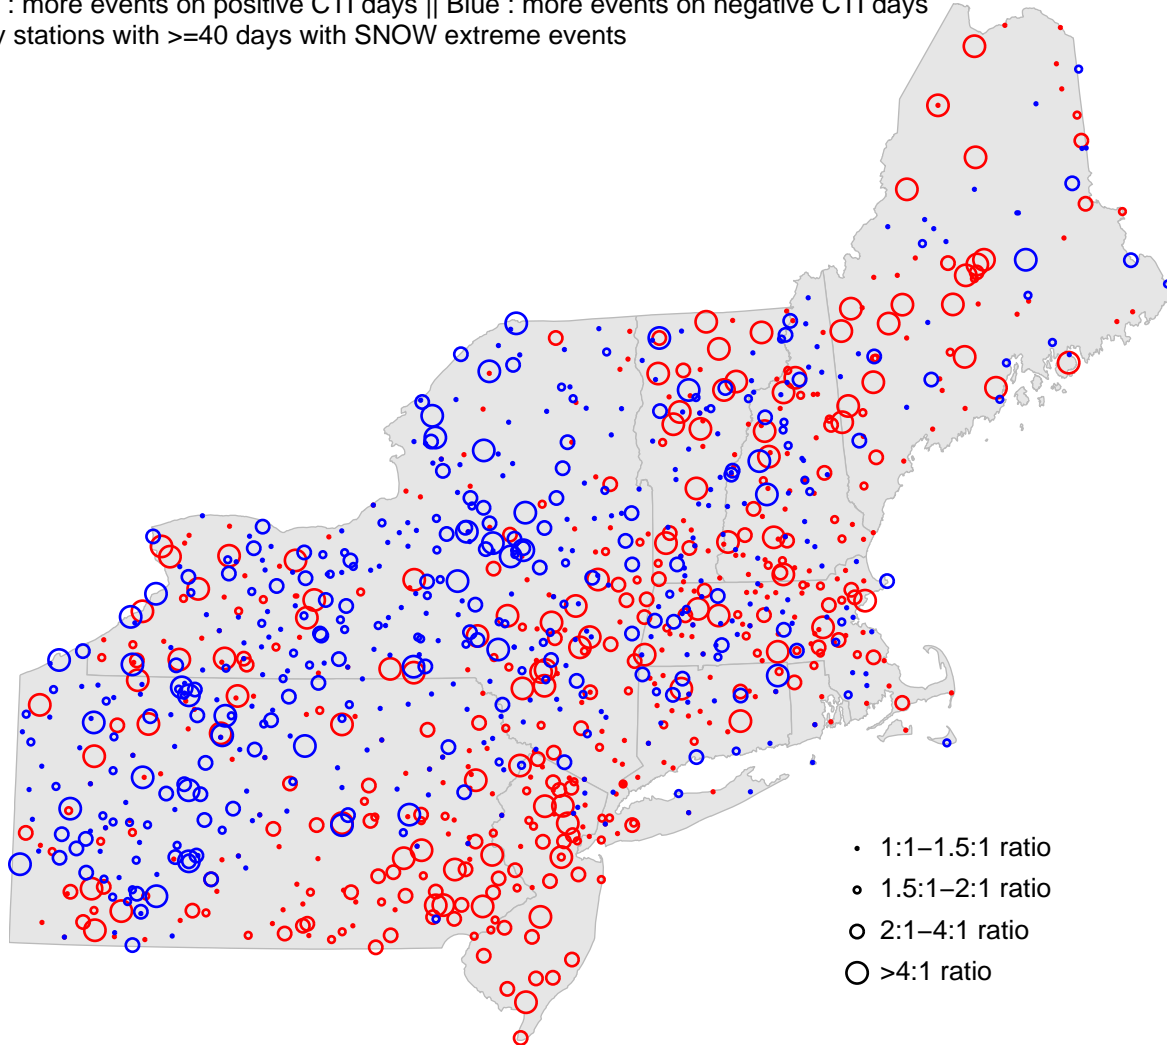 : more events on positive CTI days || Blue : more events on negative CTI days
stations with >=40 days with SNOW extreme events
1:1−1.5:1 ratio
1.5:1−2:1 ratio
2:1−4:1 ratio
>4:1 ratio